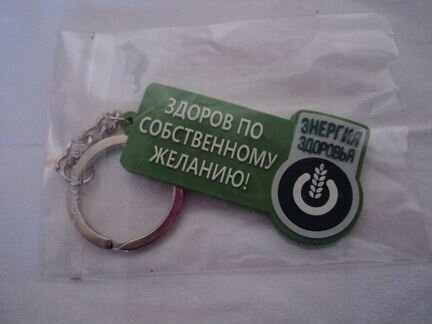 ЗДОРОВ ПО
СОБСТВЕННОМУ
ЖЕЛАНИЮ!
ЭНЕРГИЯ
ЗДОРОВЬЯ